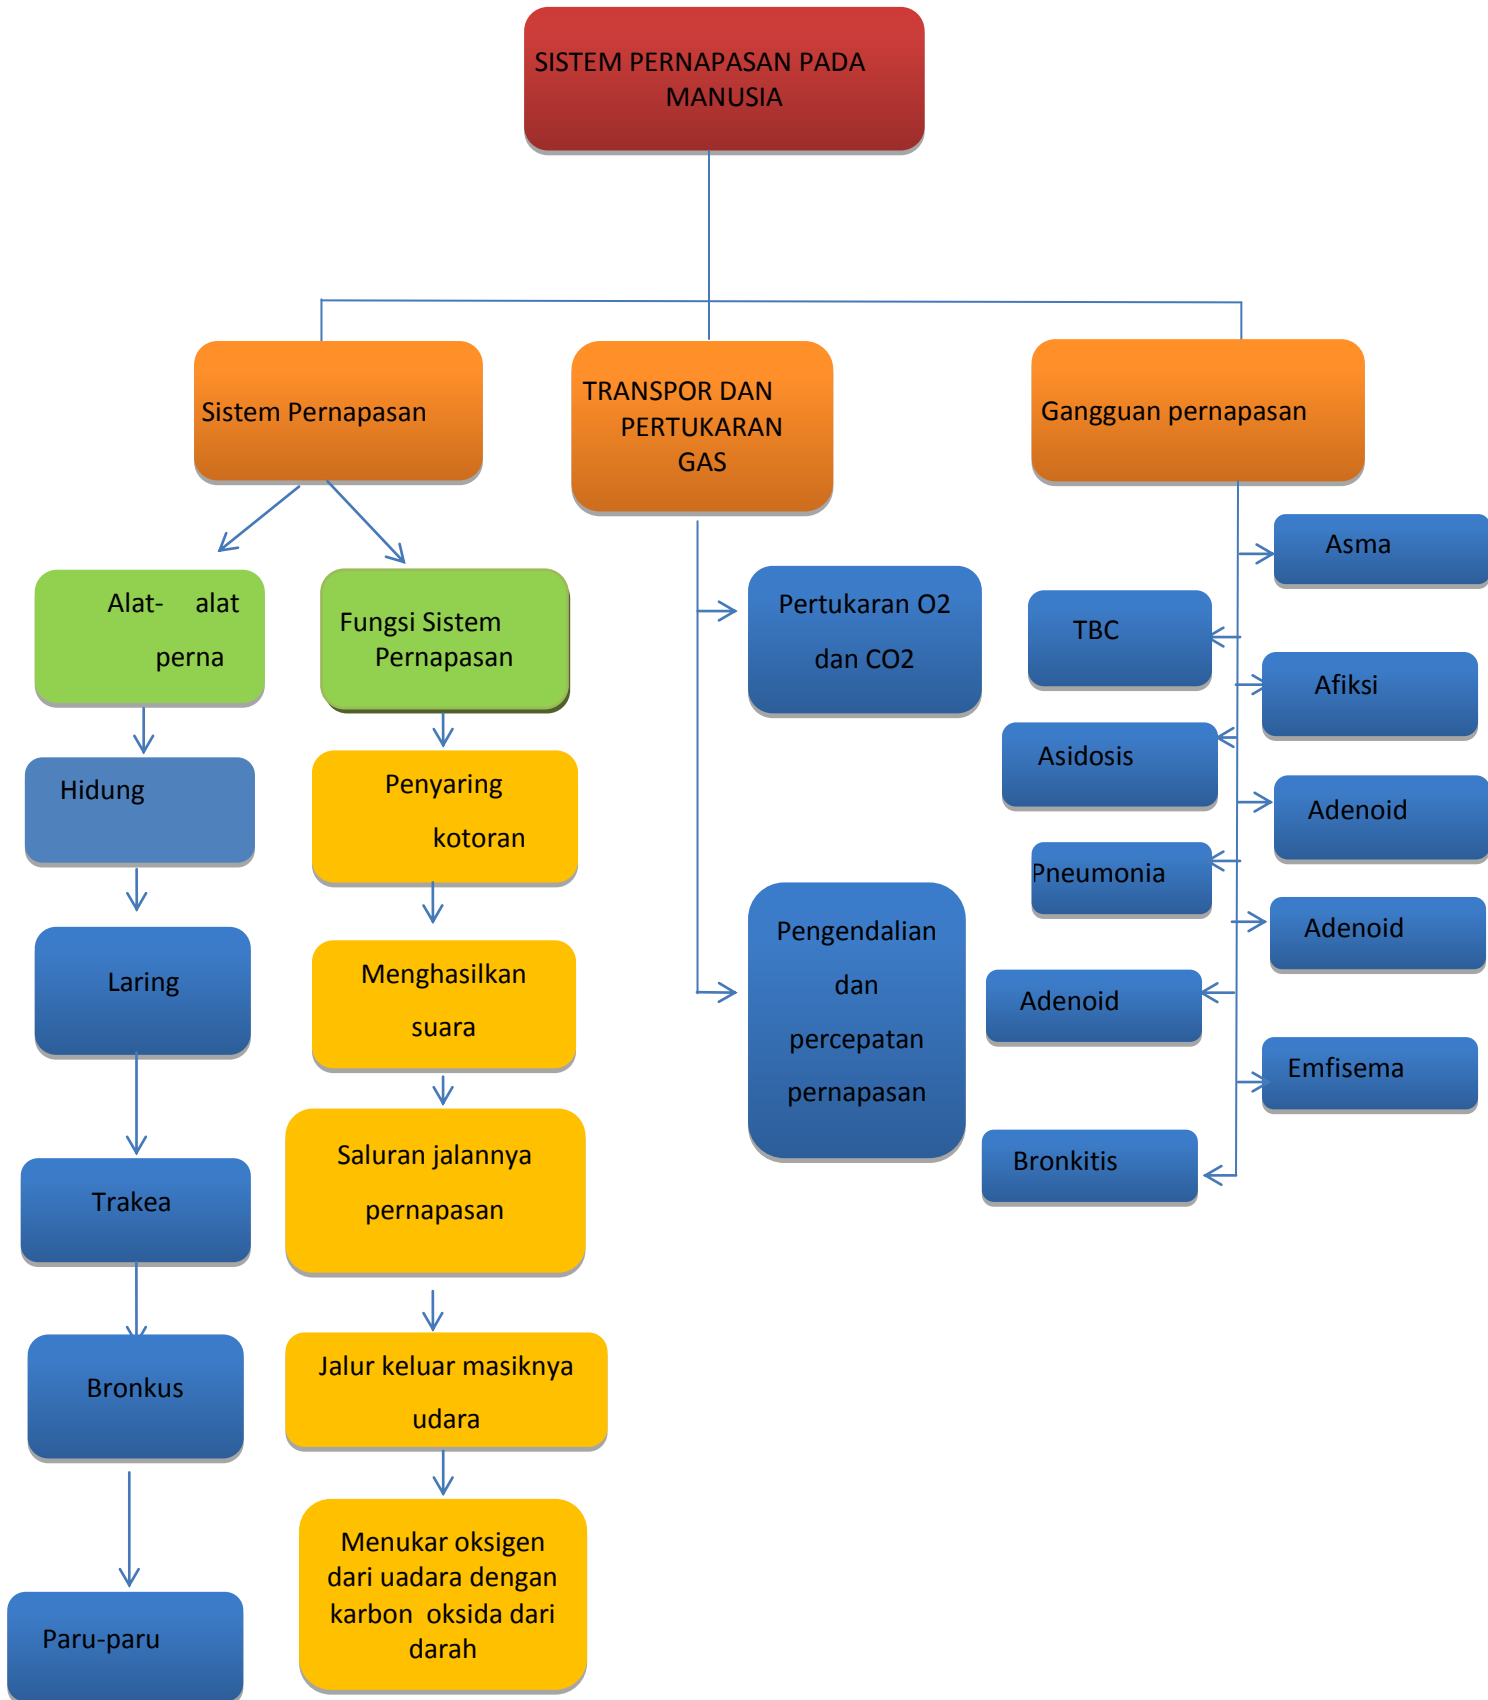 SISTEM PERNAPASAN PADA
MANUSIA
Sistem Pernapasan
TRANSPOR DAN
PERTUKARAN
GAS
Gangguan pernapasan
Alat- alat
perna
Fungsi Sistem
Pernapasan
Hidung
Laring
Trakea
Bronkus
Paru-paru
Penyaring
kotoran
Menghasilkan
suara
Saluran jalannya
pernapasan
Jalur keluar masiknya
udara
Menukar oksigen
dari uadara dengan
karbon oksida dari
darah
Pertukaran O2
dan CO2
Pengendalian
dan
percepatan
pernapasan
Asma
TBC
Afiksi
Asidosis
Adenoid
Pneumonia
Adenoid
Adenoid
Emfisema
Bronkitis